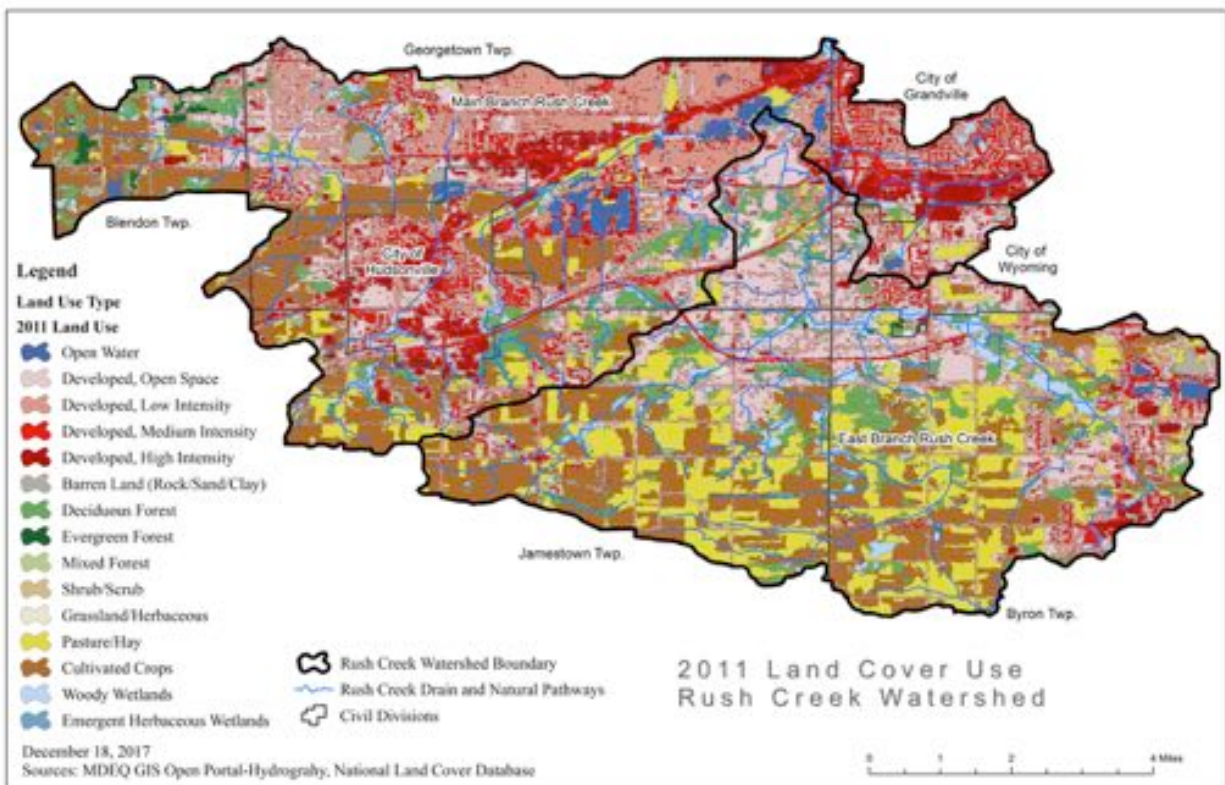 Georgetown Twp.
City of
Grandville
Main Branch Rush Creek
Blendon Twp.
City of
Hudsonville
City of
Wyoming
East Branch Rush Creek
Jamestown Twp.
Byron Twp.
Legend
Land Use Type
2011 Land Use
Open Water
Developed, Open Space
Developed, Low Intensity
Developed, Medium Intensity
Developed, High Intensity
Barren Land (Rock/Sand/Clay)
Deciduous Forest
Evergreen Forest
Mixed Forest
Shrub/Scrub
Grassland/Herbaceous
Pasture/Hay
Cultivated Crops
Woody Wetlands
Emergent Herbaceous Wetlands
Rush Creek Watershed Boundary
Rush Creek Drain and Natural Pathways
Civil Divisions
2011 Land Cover Use
Rush Creek Watershed
December 18, 2017
Sources: MDEQ GIS Open Portal-Hydrograhy, National Land Cover Database
0 1 2 4 Miles